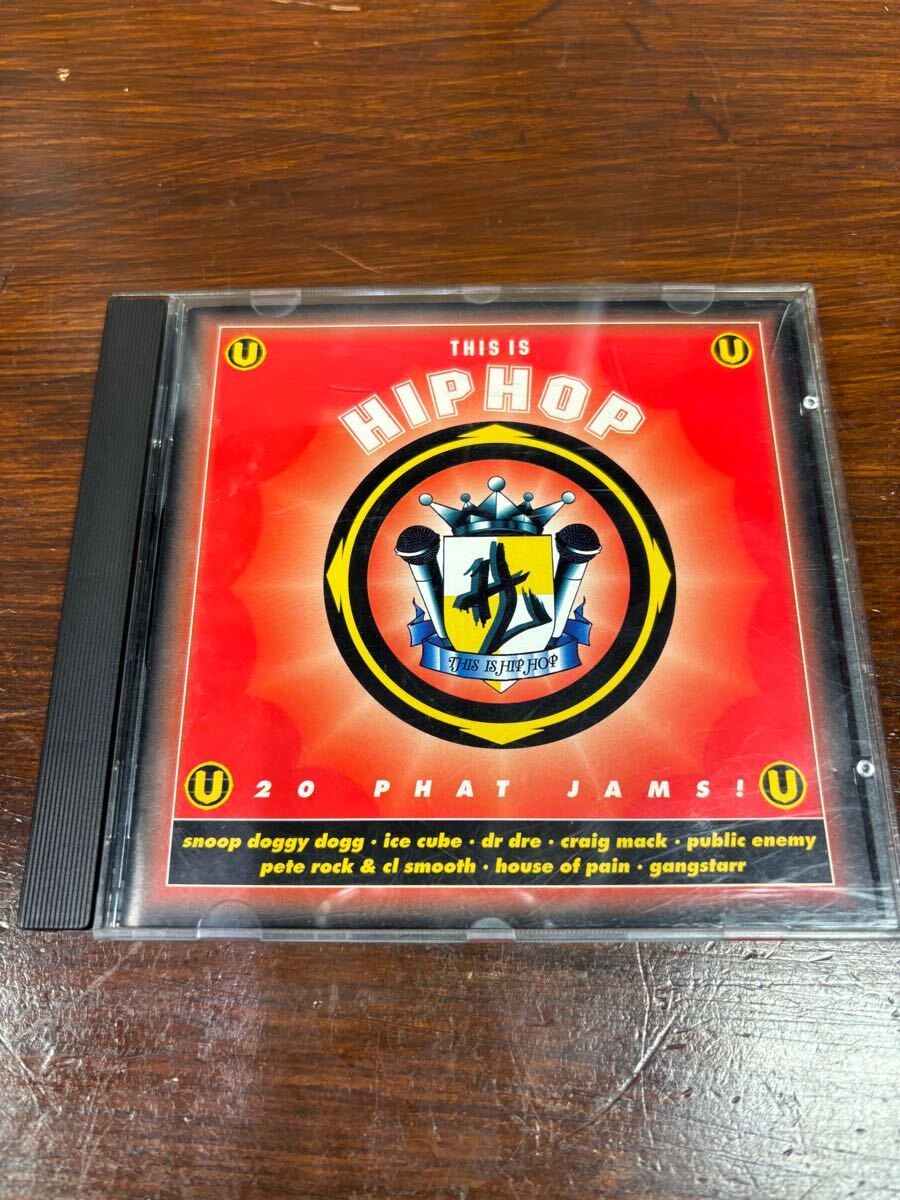 U THIS IS U
HIPHOP
THIS IS HIP HOP
U 20 PHAT JAMS! U
snoop doggy dogg · ice cube · dr dre · craig mack · public enemy
pete rock & cl smooth · house of pain · gangstarr